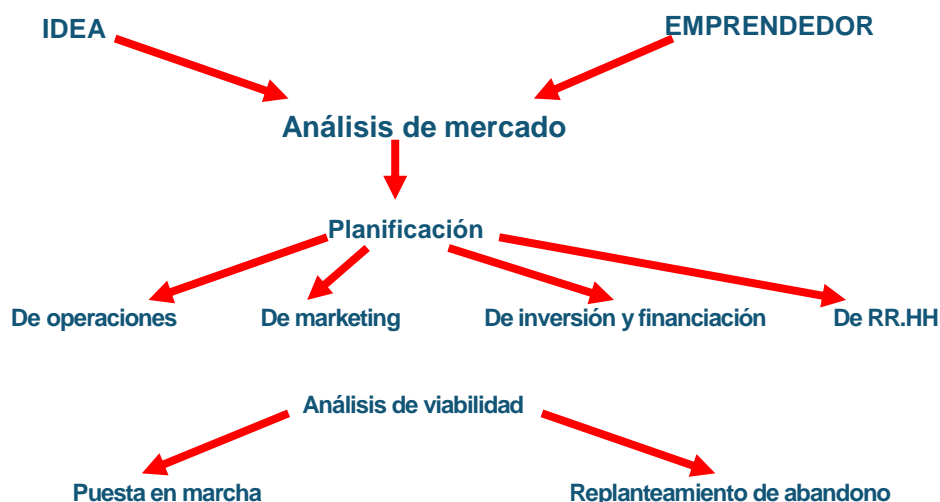 IDEA
EMPRENDEDOR
Análisis de mercado
Planificación
De operaciones
De marketing
De inversión y financiación
De RR.HH
Análisis de viabilidad
Puesta en marcha
Replanteamiento de abandono